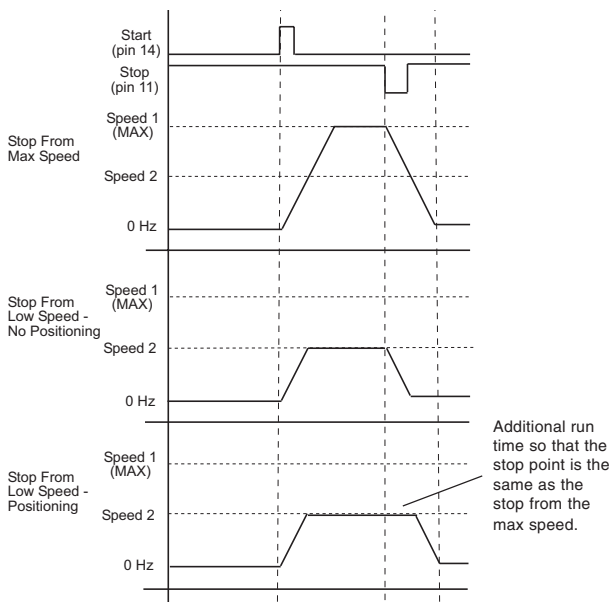 Start
(pin 14)
Stop
(pin 11)
Stop From
Max Speed
Speed 1
(MAX)
Speed 2
0 Hz
Stop From
Low Speed -
No Positioning
Speed 1
(MAX)
Speed 2
0 Hz
Stop From
Low Speed -
Positioning
Speed 1
(MAX)
Speed 2
0 Hz
Additional run
time so that the
stop point is the
same as the
stop from the
max speed.